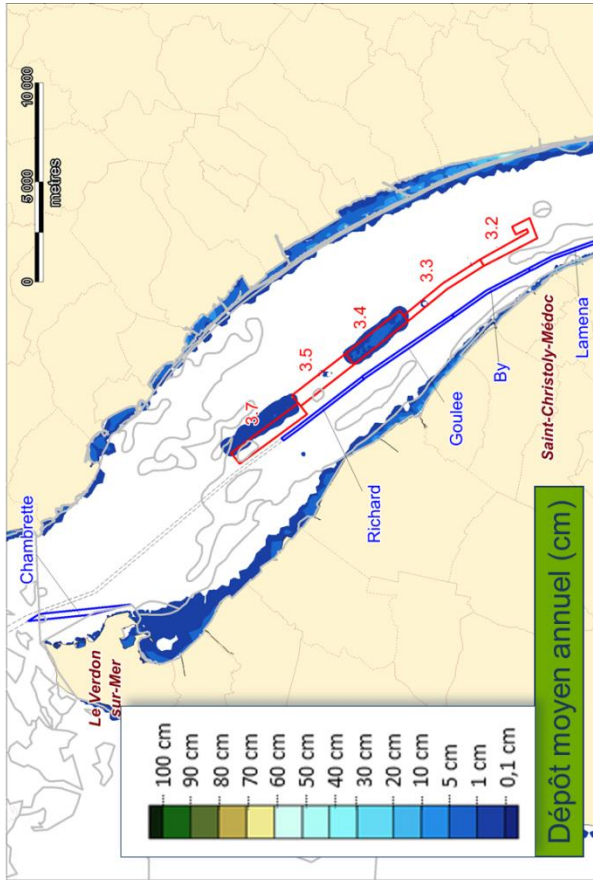 0 5 000 10 000
metres
Chambrette
Le Verdon
sur-Mer
3.7
3.5
3.4
3.3
3.2
Richard
Goulee
By
Saint-Christoly-Médoc
Lamena
100 cm
90 cm
80 cm
70 cm
60 cm
50 cm
40 cm
30 cm
20 cm
10 cm
5 cm
1 cm
0,1 cm
Dépôt moyen annuel (cm)